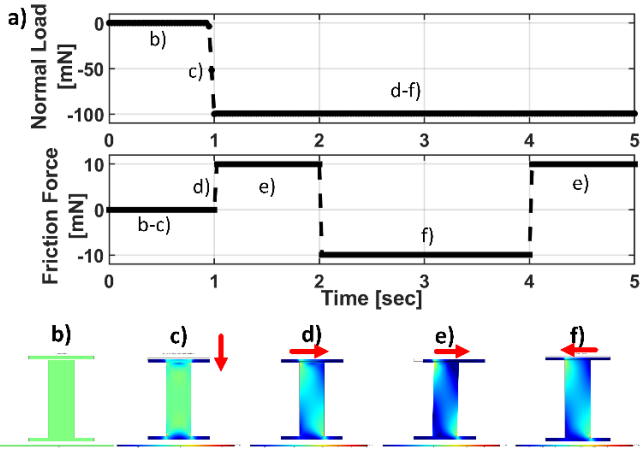 a)
Normal Load
[mN]
0
-50
-100
b)
c)
d-f)
0 1 2 3 4 5
Friction Force
[mN]
10
0
-10
d)
e)
e)
b-c)
f)
0 1 2 3 4 5
Time [sec]
b) c) d) e) f)